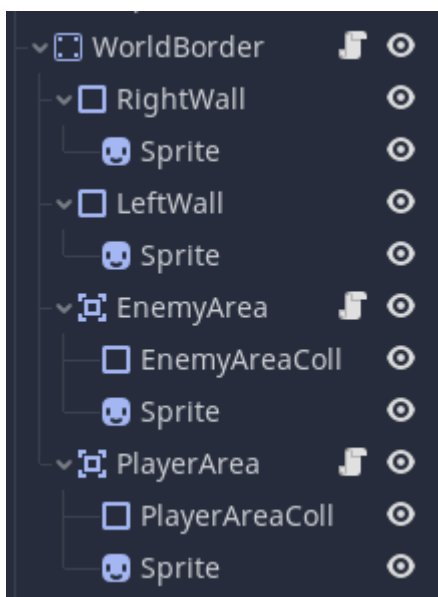 WorldBorder
RightWall
Sprite
LeftWall
Sprite
EnemyArea
EnemyAreaColl
Sprite
PlayerArea
PlayerAreaColl
Sprite